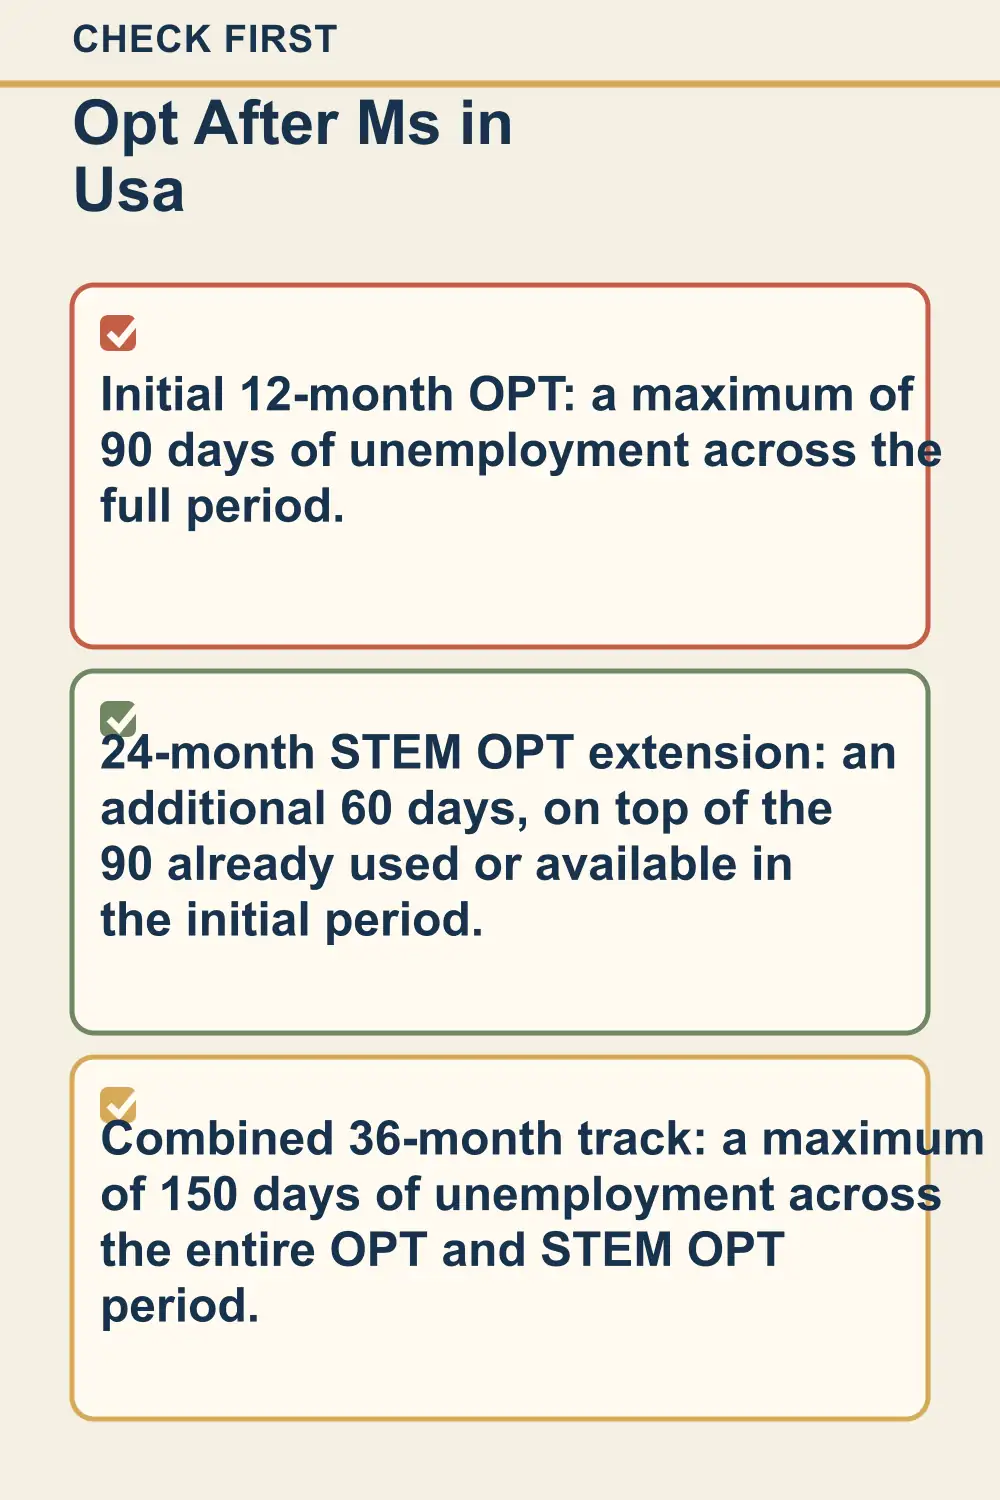 CHECK FIRST
Opt After Ms in
Usa
Initial 12-month OPT: a maximum of
90 days of unemployment across the
full period.
24-month STEM OPT extension: an
additional 60 days, on top of the
90 already used or available in
the initial period.
Combined 36-month track: a maximum
of 150 days of unemployment across
the entire OPT and STEM OPT
period.